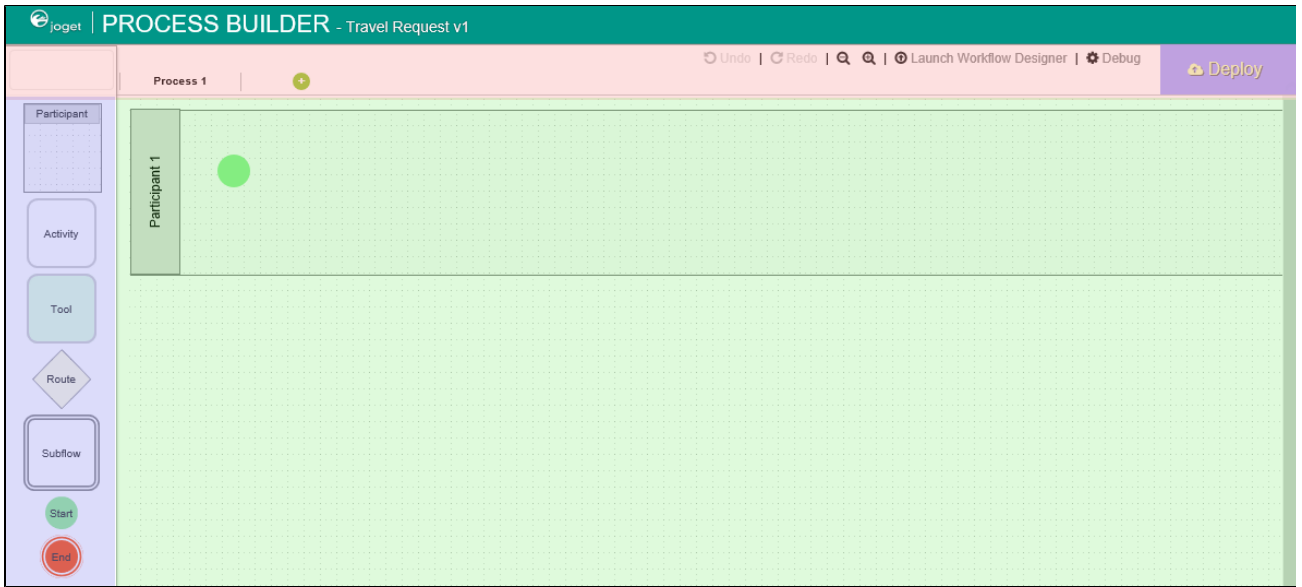 joget | PROCESS BUILDER - Travel Request v1
Undo | Redo | | Launch Workflow Designer | Debug
Deploy
Process 1
Participant
Participant 1
Activity
Tool
Route
Subflow
Start
End